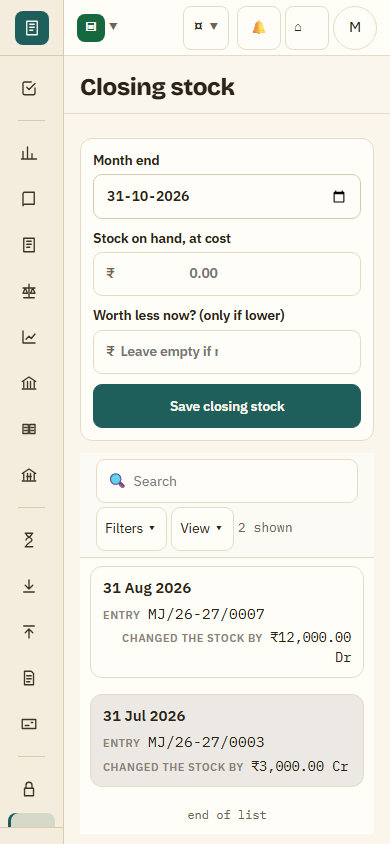 M
Closing stock
Month end
31-10-2026
Stock on hand, at cost
₹ 0.00
Worth less now? (only if lower)
₹ Leave empty if r
Save closing stock
Search
Filters ▾ View ▾ 2 shown
31 Aug 2026
ENTRY MJ/26-27/0007
CHANGED THE STOCK BY ₹12,000.00
Dr
31 Jul 2026
ENTRY MJ/26-27/0003
CHANGED THE STOCK BY ₹3,000.00 Cr
end of list